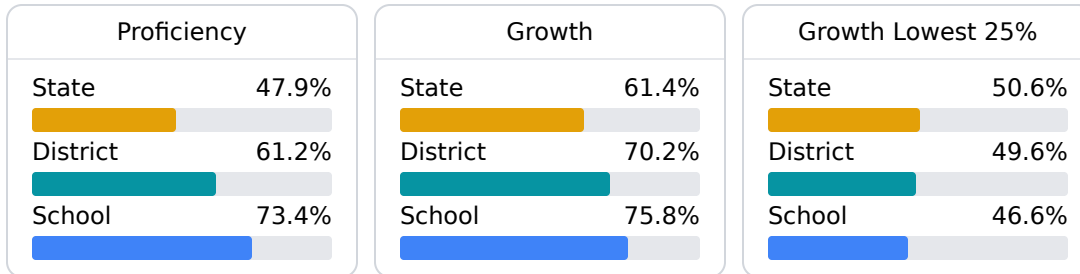 Proficiency
State 47.9%
District 61.2%
School 73.4%
Growth
State 61.4%
District 70.2%
School 75.8%
Growth Lowest 25%
State 50.6%
District 49.6%
School 46.6%